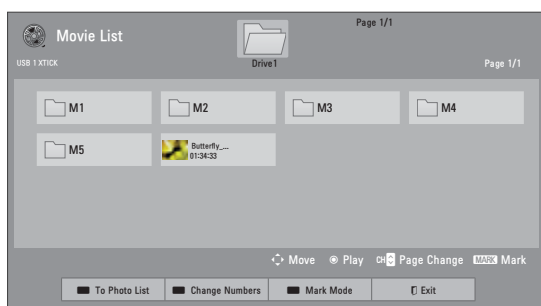 Page 1/1
Movie List
USB 1 XTICK
Drive1
Page 1/1
M1
M2
M3
M4
M5
Butterfly_...
01:34:33
Move
Play
CH
Page Change
MARK
Mark
To Photo List
Change Numbers
Mark Mode
Exit